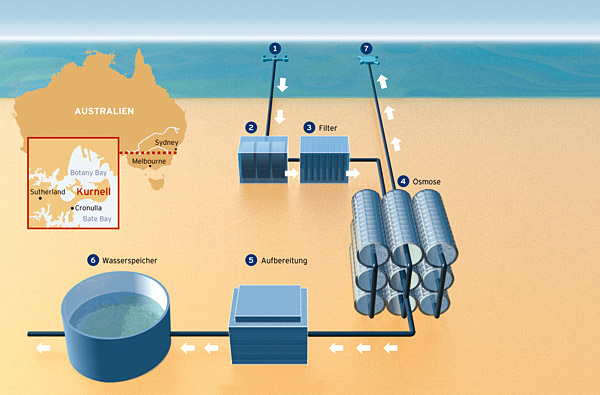 1
7
AUSTRALIEN
2
3 Filter
Sydney
Melbourne
Botany Bay
4 Osmose
Sutherland
Kurnell
Cronulla
Bate Bay
6 Wasserspeicher
5 Aufbereitung